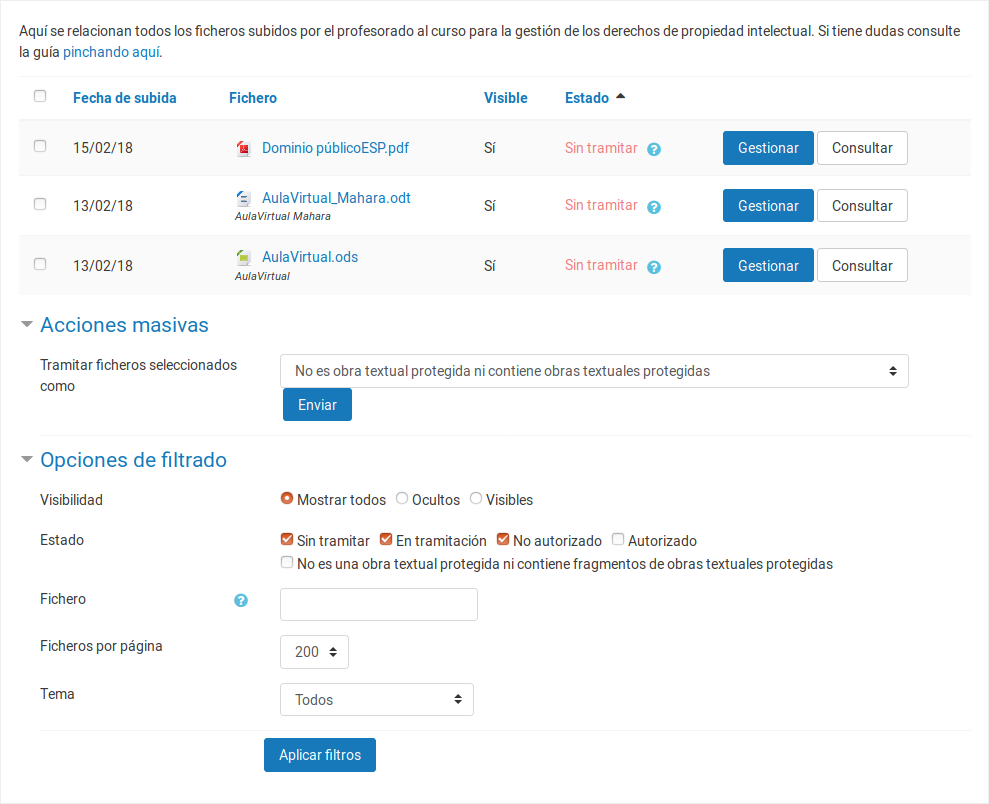 Aquí se relacionan todos los ficheros subidos por el profesorado al curso para la gestión de los derechos de propiedad intelectual. Si tiene dudas consulte
la guía pinchando aquí.
Fecha de subida Fichero Visible Estado
15/02/18 Dominio públicoESP.pdf Sí Sin tramitar ? Gestionar Consultar
13/02/18 AulaVirtual_Mahara.odt Sí Sin tramitar ? Gestionar Consultar
AulaVirtual Mahara
13/02/18 AulaVirtual.ods Sí Sin tramitar ? Gestionar Consultar
AulaVirtual
Acciones masivas
Tramitar ficheros seleccionados
como
No es obra textual protegida ni contiene obras textuales protegidas
Enviar
Opciones de filtrado
Visibilidad Mostrar todos Ocultos Visibles
Estado Sin tramitar En tramitación No autorizado Autorizado
No es una obra textual protegida ni contiene fragmentos de obras textuales protegidas
Fichero ?
Ficheros por página 200
Tema Todos
Aplicar filtros